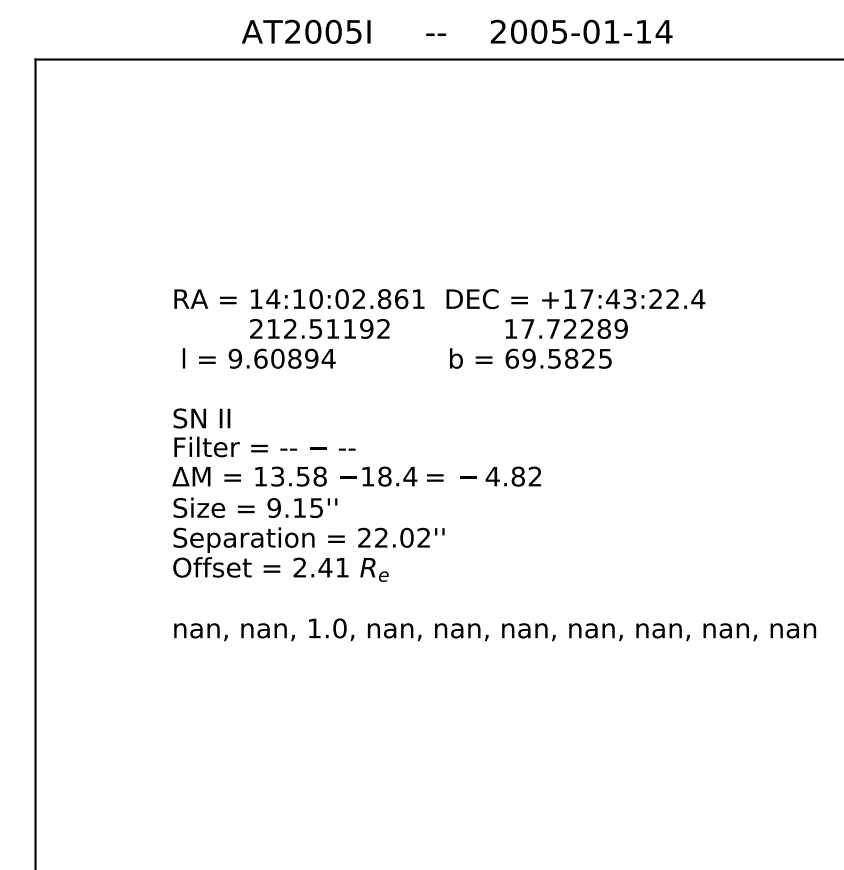 AT2005I -- 2005-01-14
RA = 14:10:02.861 DEC = +17:43:22.4
212.51192 17.72289
l = 9.60894 b = 69.5825
SN II
Filter = -- − --
ΔM = 13.58 −18.4 = − 4.82
Size = 9.15''
Separation = 22.02''
Offset = 2.41 Rₑ
nan, nan, 1.0, nan, nan, nan, nan, nan, nan, nan